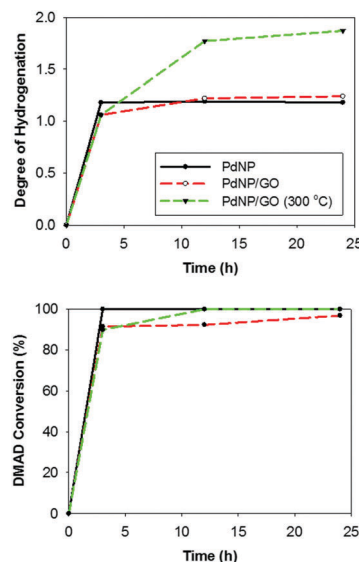 Degree of Hydrogenation
2.0
1.5
1.0
0.5
0.0
PdNP
PdNP/GO
PdNP/GO (300 °C)
0 5 10 15 20 25
Time (h)
DMAD Conversion (%)
100
80
60
40
20
0
0 5 10 15 20 25
Time (h)